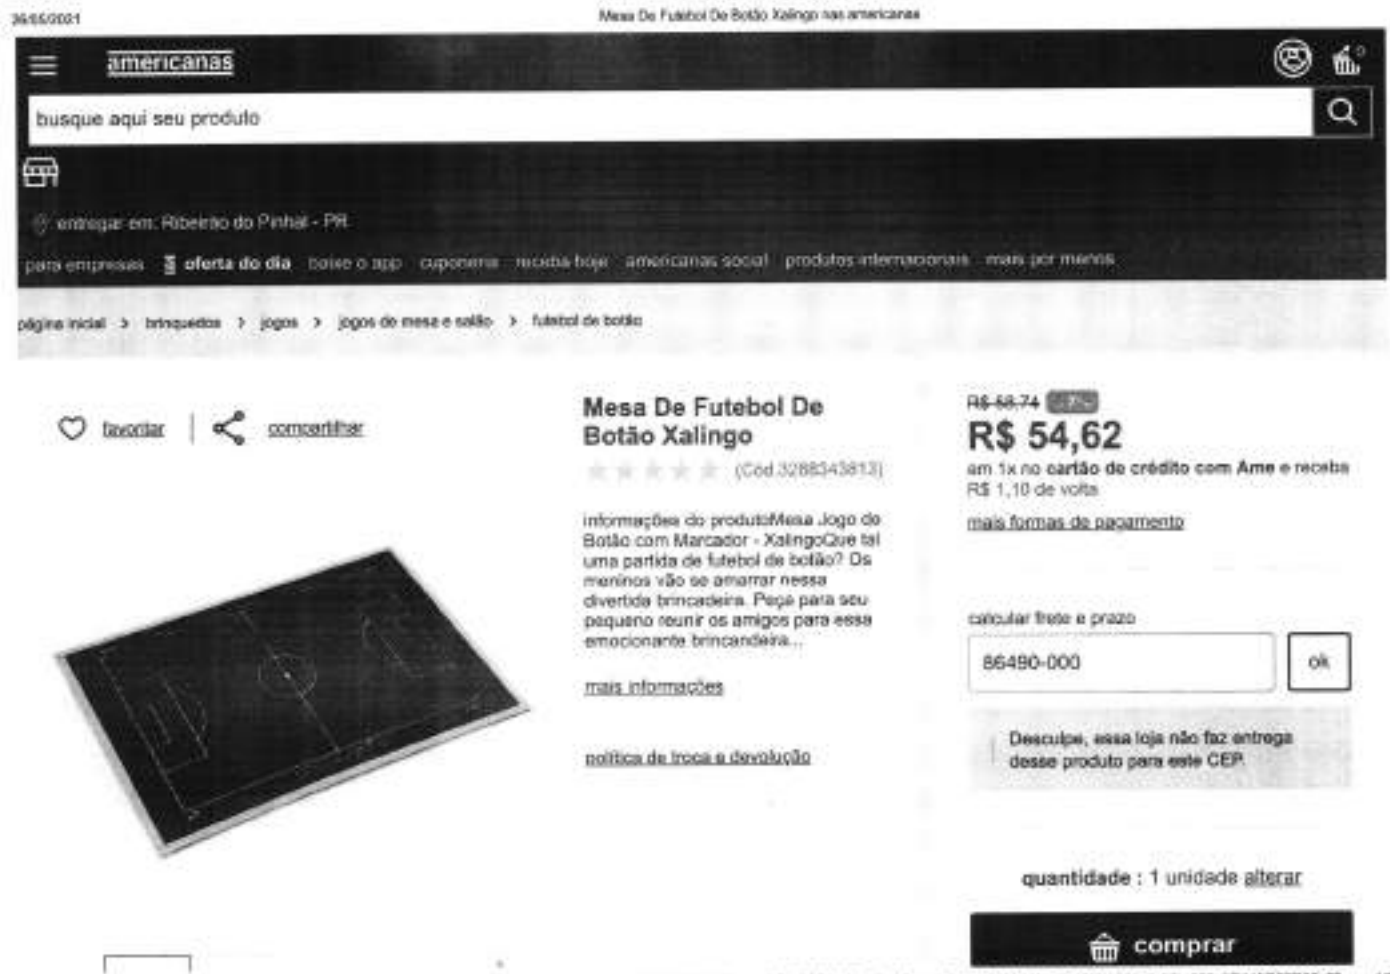 Mesa De Futebol De Botão Xalingo nas americanas
americanas
busque aqui seu produto
entregar em: Ribeirão do Pinhal - PR
para empresas oferta do dia baixe o app cuponeria receba hoje americanas social produtos internacionais mais por menos
página inicial > brinquedos > jogos > jogos de mesa e salão > futebol de botão
favoritar | compartilhar
Mesa De Futebol De
Botão Xalingo
(Cód.3288343813)
informações do produtoMesa Jogo de
Botão com Marcador - XalingoQue tal
uma partida de futebol de botão? Os
meninos vão se amarrar nessa
divertida brincadeira. Peça para seu
pequeno reunir os amigos para essa
emocionante brincandeira...
mais informações
política de troca e devolução
R$ 58,74
R$ 54,62
em 1x no cartão de crédito com Ame e receba
R$ 1,10 de volta
mais formas de pagamento
calcular frete e prazo
86490-000 ok
Desculpe, essa loja não faz entrega
desse produto para este CEP.
quantidade : 1 unidade alterar
comprar